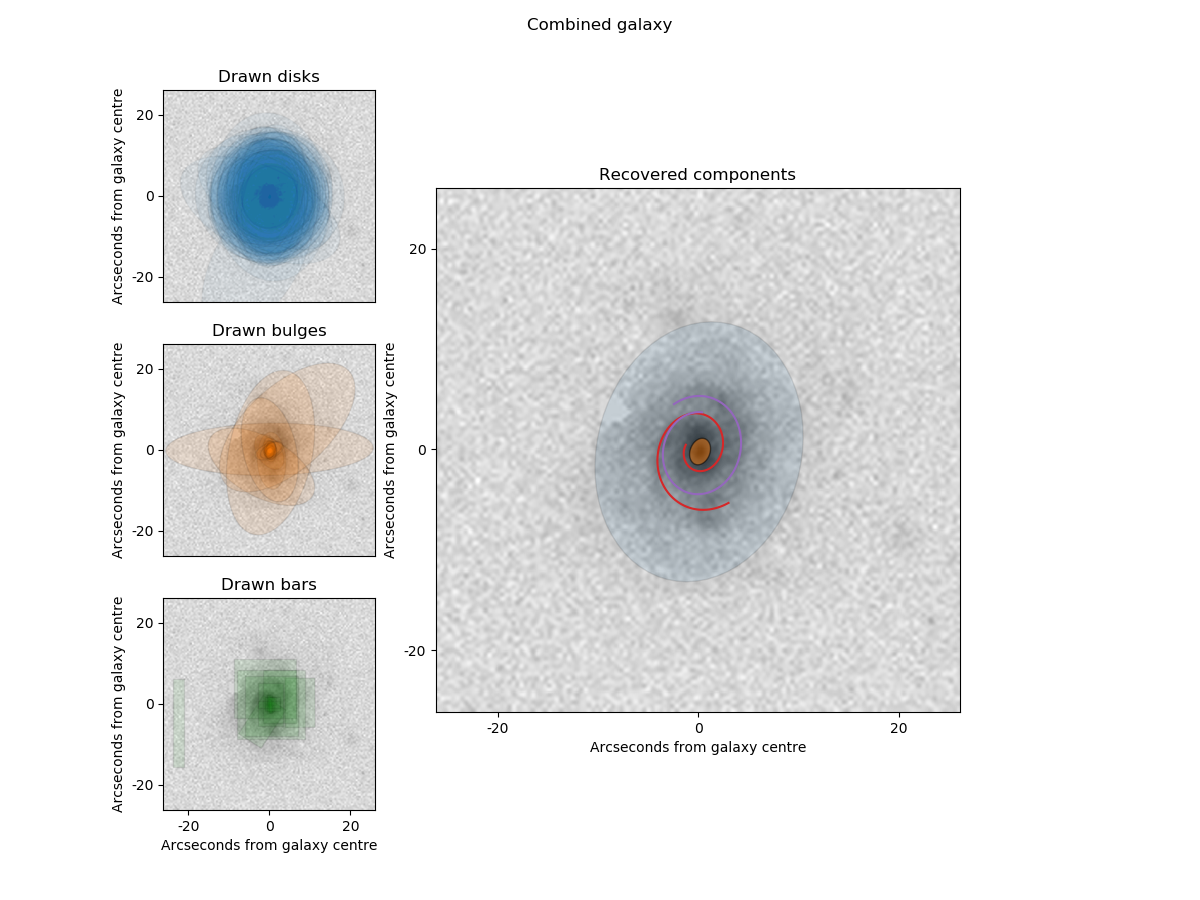 Combined galaxy
Drawn disks
Arcseconds from galaxy centre
20
0
-20
Drawn bulges
Arcseconds from galaxy centre
20
0
-20
Drawn bars
Arcseconds from galaxy centre
20
0
-20
-20 0 20
Arcseconds from galaxy centre
Recovered components
Arcseconds from galaxy centre
20
0
-20
-20 0 20
Arcseconds from galaxy centre